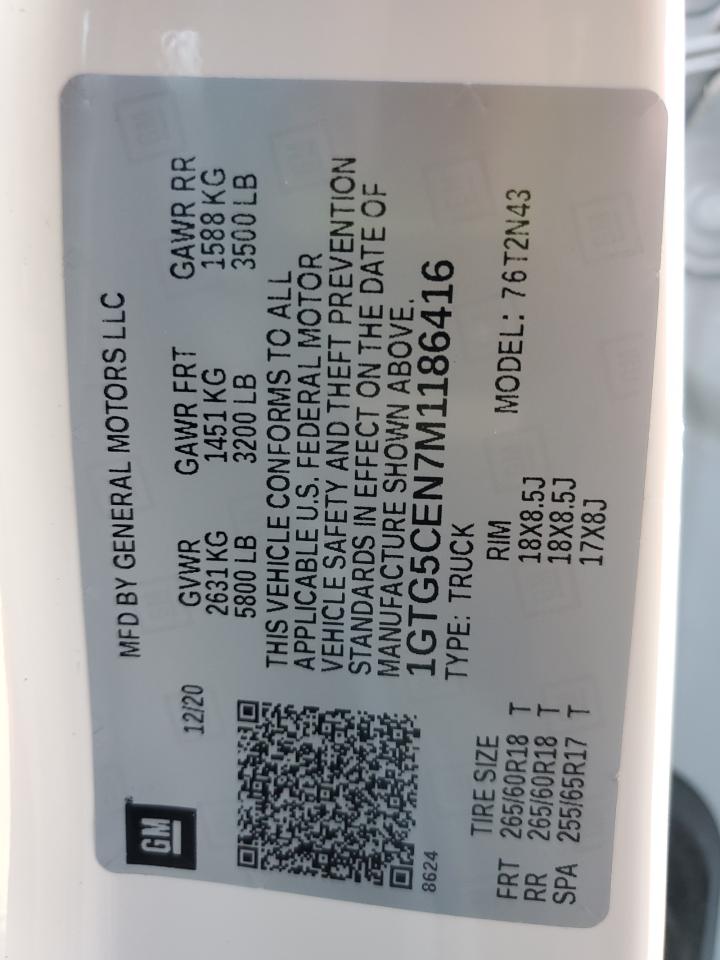 GM
12/20
MFD BY GENERAL MOTORS LLC
GVWR GAWR FRT GAWR RR
2631 KG 1451 KG 1588 KG
5800 LB 3200 LB 3500 LB
THIS VEHICLE CONFORMS TO ALL
APPLICABLE U.S. FEDERAL MOTOR
VEHICLE SAFETY AND THEFT PREVENTION
STANDARDS IN EFFECT ON THE DATE OF
MANUFACTURE SHOWN ABOVE.
1GTG5CEN7M1186416
8624
TYPE: TRUCK
MODEL: 76T2N43
TIRE SIZE RIM
FRT 265/60R18 T 18X8.5J
RR 265/60R18 T 18X8.5J
SPA 255/65R17 T 17X8J